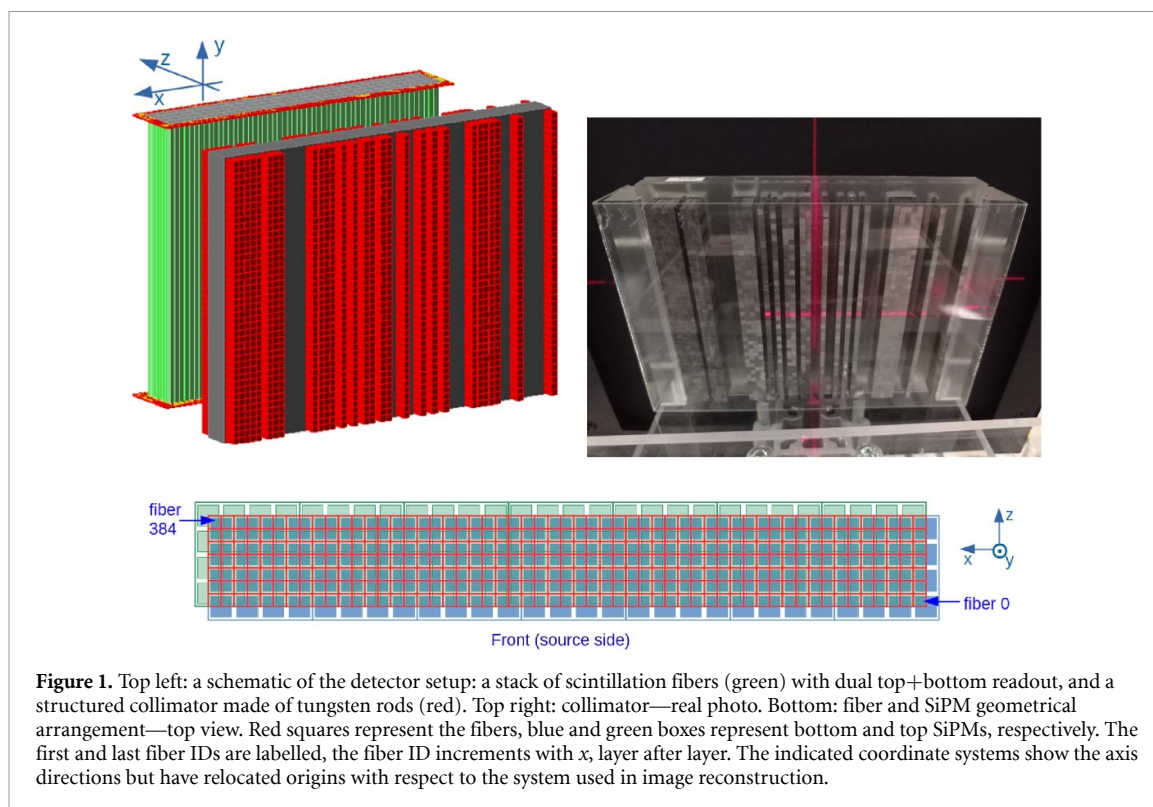 y
z
x
fiber
384
z
x
y
fiber 0
Front (source side)
Figure 1. Top left: a schematic of the detector setup: a stack of scintillation fibers (green) with dual top+bottom readout, and a
structured collimator made of tungsten rods (red). Top right: collimator—real photo. Bottom: fiber and SiPM geometrical
arrangement—top view. Red squares represent the fibers, blue and green boxes represent bottom and top SiPMs, respectively. The
first and last fiber IDs are labelled, the fiber ID increments with x, layer after layer. The indicated coordinate systems show the axis
directions but have relocated origins with respect to the system used in image reconstruction.